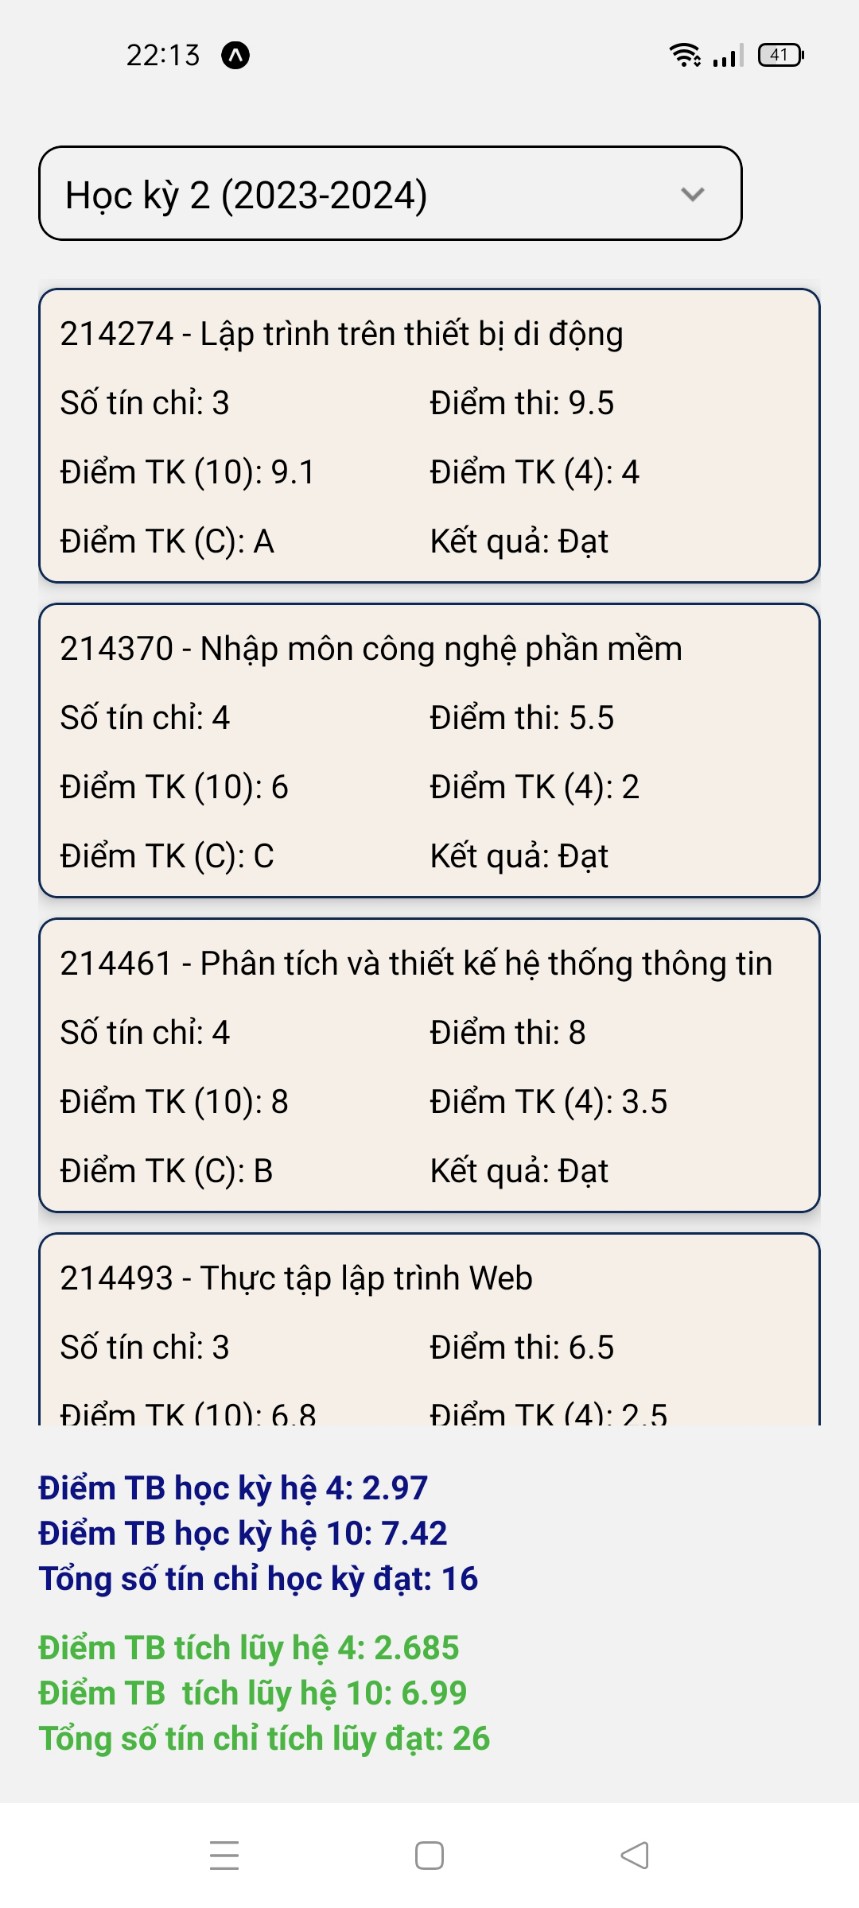 22:13
41
Học kỳ 2 (2023-2024)
214274 - Lập trình trên thiết bị di động
Số tín chỉ: 3 Điểm thi: 9.5
Điểm TK (10): 9.1 Điểm TK (4): 4
Điểm TK (C): A Kết quả: Đạt
214370 - Nhập môn công nghệ phần mềm
Số tín chỉ: 4 Điểm thi: 5.5
Điểm TK (10): 6 Điểm TK (4): 2
Điểm TK (C): C Kết quả: Đạt
214461 - Phân tích và thiết kế hệ thống thông tin
Số tín chỉ: 4 Điểm thi: 8
Điểm TK (10): 8 Điểm TK (4): 3.5
Điểm TK (C): B Kết quả: Đạt
214493 - Thực tập lập trình Web
Số tín chỉ: 3 Điểm thi: 6.5
Điểm TK (10): 6.8 Điểm TK (4): 2.5
Điểm TB học kỳ hệ 4: 2.97
Điểm TB học kỳ hệ 10: 7.42
Tổng số tín chỉ học kỳ đạt: 16
Điểm TB tích lũy hệ 4: 2.685
Điểm TB  tích lũy hệ 10: 6.99
Tổng số tín chỉ tích lũy đạt: 26